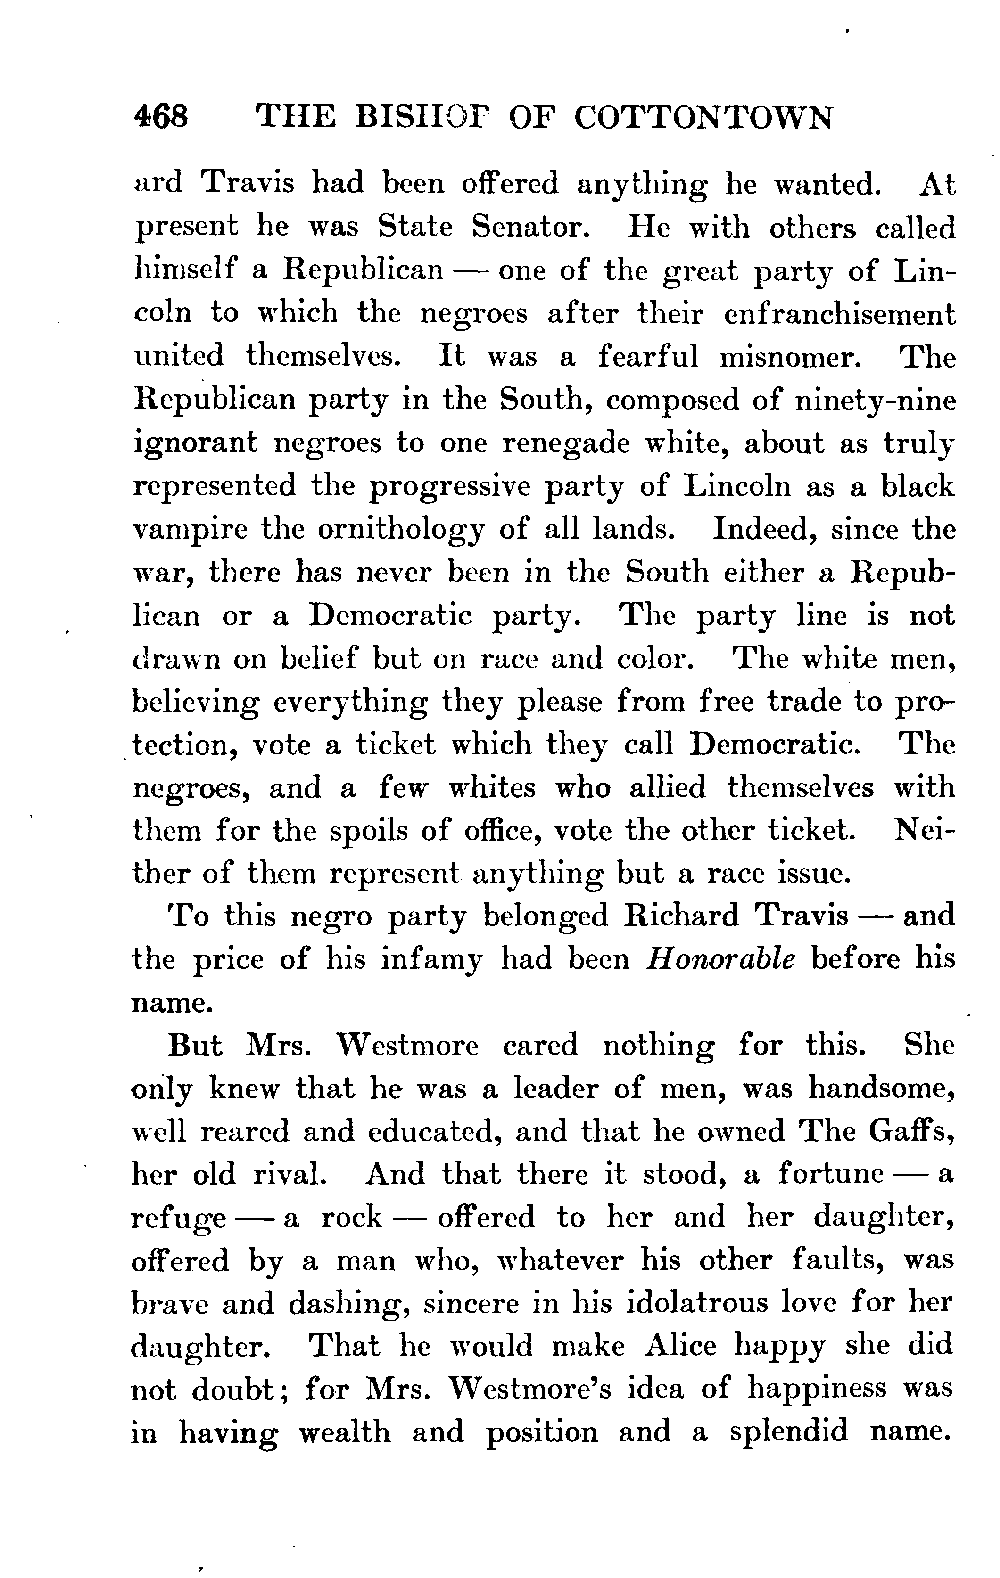 468 THE BISHOP OF COTTONTOWN
ard Travis had been offered anything he wanted. At
present he was State Senator. He with others called
himself a Republican — one of the great party of Lin-
coln to which the negroes after their enfranchisement
united themselves. It was a fearful misnomer. The
Republican party in the South, composed of ninety-nine
ignorant negroes to one renegade white, about as truly
represented the progressive party of Lincoln as a black
vampire the ornithology of all lands. Indeed, since the
war, there has never been in the South either a Repub-
lican or a Democratic party. The party line is not
drawn on belief but on race and color. The white men,
believing everything they please from free trade to pro-
tection, vote a ticket which they call Democratic. The
negroes, and a few whites who allied themselves with
them for the spoils of office, vote the other ticket. Nei-
ther of them represent anything but a race issue.
To this negro party belonged Richard Travis — and
the price of his infamy had been Honorable before his
name.
But Mrs. Westmore cared nothing for this. She
only knew that he was a leader of men, was handsome,
well reared and educated, and that he owned The Gaffs,
her old rival. And that there it stood, a fortune — a
refuge — a rock — offered to her and her daughter,
offered by a man who, whatever his other faults, was
brave and dashing, sincere in his idolatrous love for her
daughter. That he would make Alice happy she did
not doubt; for Mrs. Westmore's idea of happiness was
in having wealth and position and a splendid name.